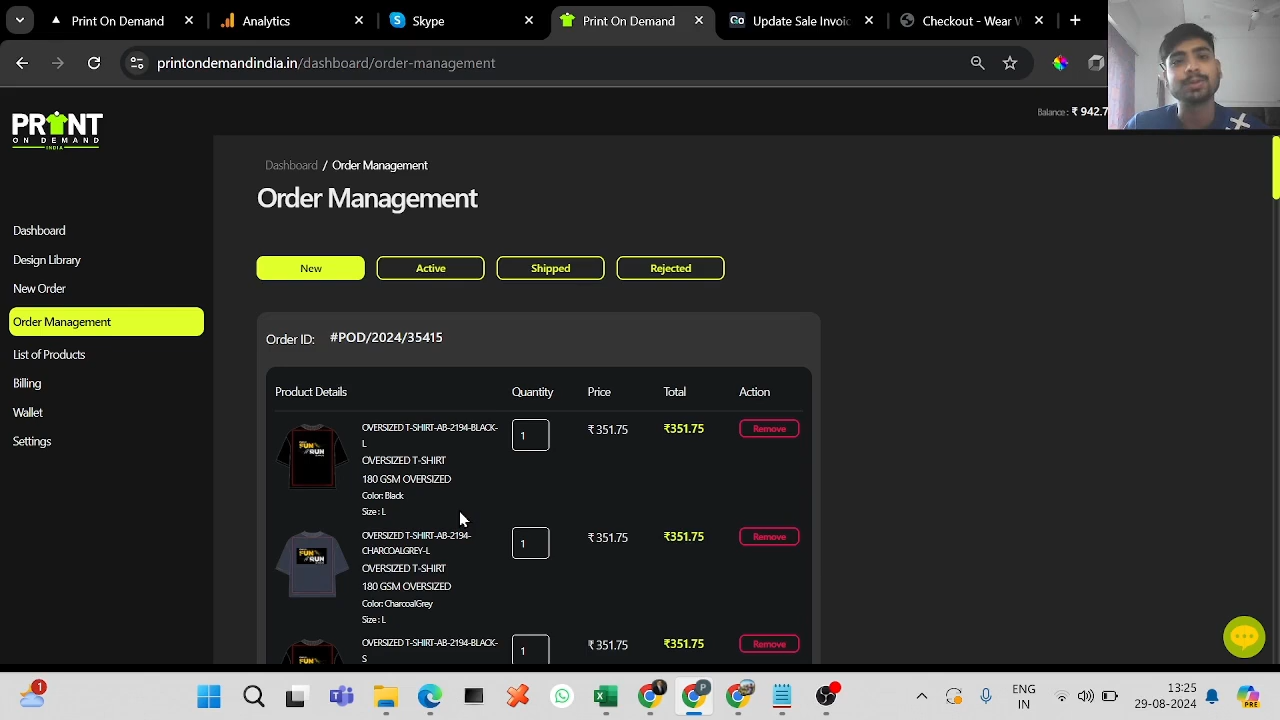 Print On Demand
Analytics
Skype
Print On Demand
Update Sale Invoic
Checkout - Wear W
printondemandindia.in/dashboard/order-management
Balance : ₹ 942.7
PRINT
ON DEMAND
INDIA
Dashboard / Order Management
Order Management
Dashboard
Design Library
New Order
Order Management
List of Products
Billing
Wallet
Settings
New
Active
Shipped
Rejected
Order ID: #POD/2024/35415
Product Details
Quantity
Price
Total
Action
OVERSIZED T-SHIRT-AB-2194-BLACK-
L
OVERSIZED T-SHIRT
180 GSM OVERSIZED
Color: Black
Size : L
1
₹ 351.75
₹351.75
Remove
FUN
RUN
OVERSIZED T-SHIRT-AB-2194-
CHARCOALGREY-L
OVERSIZED T-SHIRT
180 GSM OVERSIZED
Color: CharcoalGrey
Size : L
1
₹ 351.75
₹351.75
Remove
FUN
RUN
OVERSIZED T-SHIRT-AB-2194-BLACK-
S
1
₹ 351.75
₹351.75
Remove
1
ENG
IN
13:25
29-08-2024
PRE